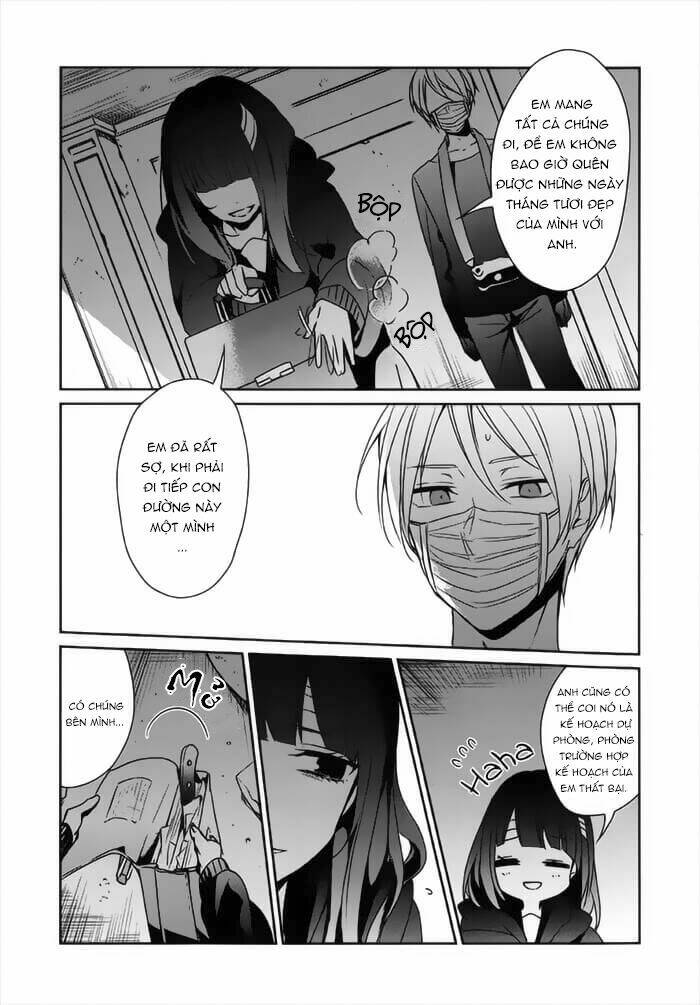 EM MANG
TẤT CẢ CHÚNG
ĐI, ĐỂ EM KHÔNG
BAO GIỜ QUÊN
ĐƯỢC NHỮNG NGÀY
THÁNG TƯƠI ĐẸP
CỦA MÌNH VỚI
ANH.
BỘP
BỘP
EM ĐÃ RẤT
SỢ, KHI PHẢI
ĐI TIẾP CON
ĐƯỜNG NÀY
MỘT MÌNH
...
CÓ CHÚNG
BÊN MÌNH...
Mở
ANH CŨNG CÓ
THỂ COI NÓ LÀ
KẾ HOẠCH DỰ
PHÒNG, PHÒNG
TRƯỜNG HỢP
KẾ HOẠCH CỦA
EM THẤT BẠI.
Haha